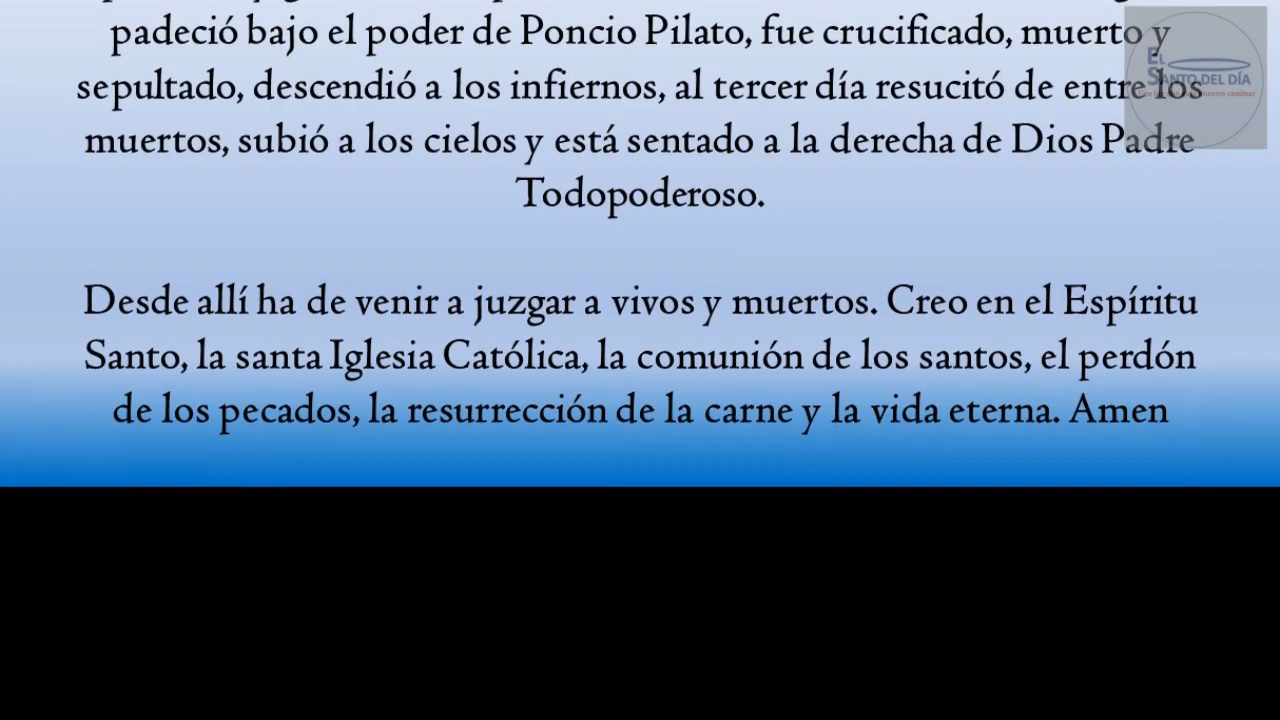 padeció bajo el poder de Poncio Pilato, fue crucificado, muerto y
sepultado, descendió a los infiernos, al tercer día resucitó de entre los
muertos, subió a los cielos y está sentado a la derecha de Dios Padre
Todopoderoso.
Desde allí ha de venir a juzgar a vivos y muertos. Creo en el Espíritu
Santo, la santa Iglesia Católica, la comunión de los santos, el perdón
de los pecados, la resurrección de la carne y la vida eterna. Amen
EL
SANTO DEL DÍA